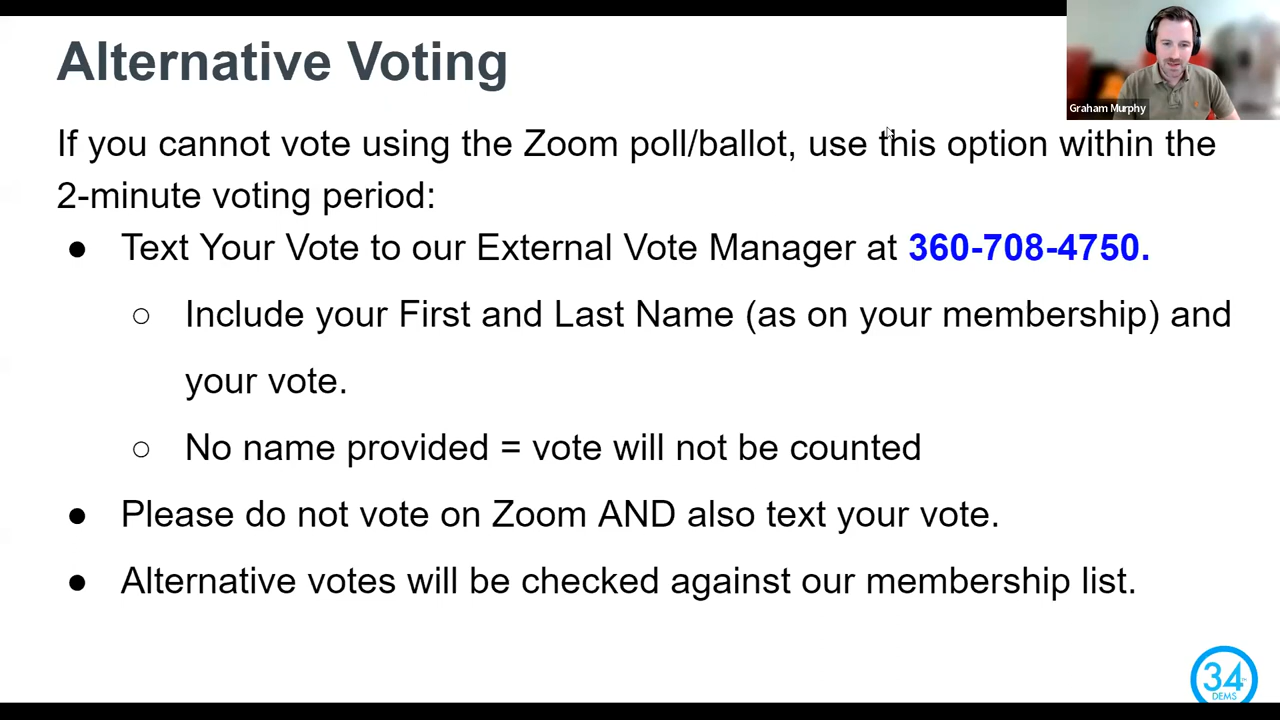 Alternative Voting
Graham Murphy
If you cannot vote using the Zoom poll/ballot, use this option within the
2-minute voting period:
● Text Your Vote to our External Vote Manager at 360-708-4750.
○ Include your First and Last Name (as on your membership) and
your vote.
○ No name provided = vote will not be counted
● Please do not vote on Zoom AND also text your vote.
● Alternative votes will be checked against our membership list.
34
DEMS